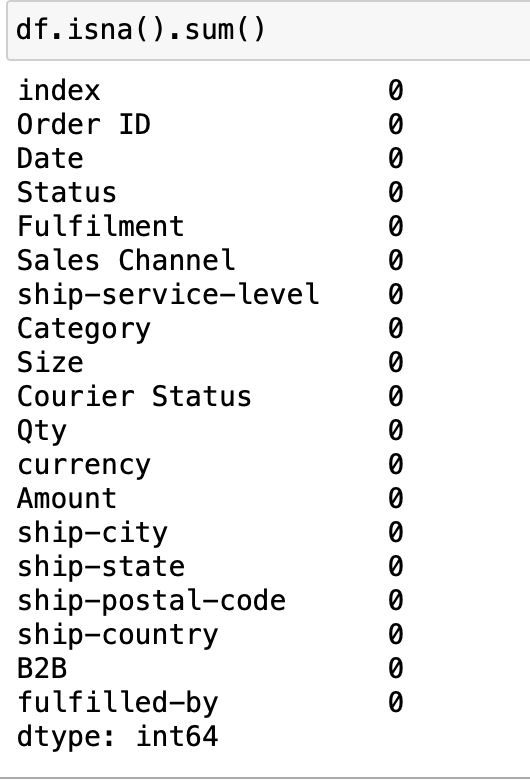 df.isna().sum()
index 0
Order ID 0
Date 0
Status 0
Fulfilment 0
Sales Channel 0
ship-service-level 0
Category 0
Size 0
Courier Status 0
Qty 0
currency 0
Amount 0
ship-city 0
ship-state 0
ship-postal-code 0
ship-country 0
B2B 0
fulfilled-by 0
dtype: int64